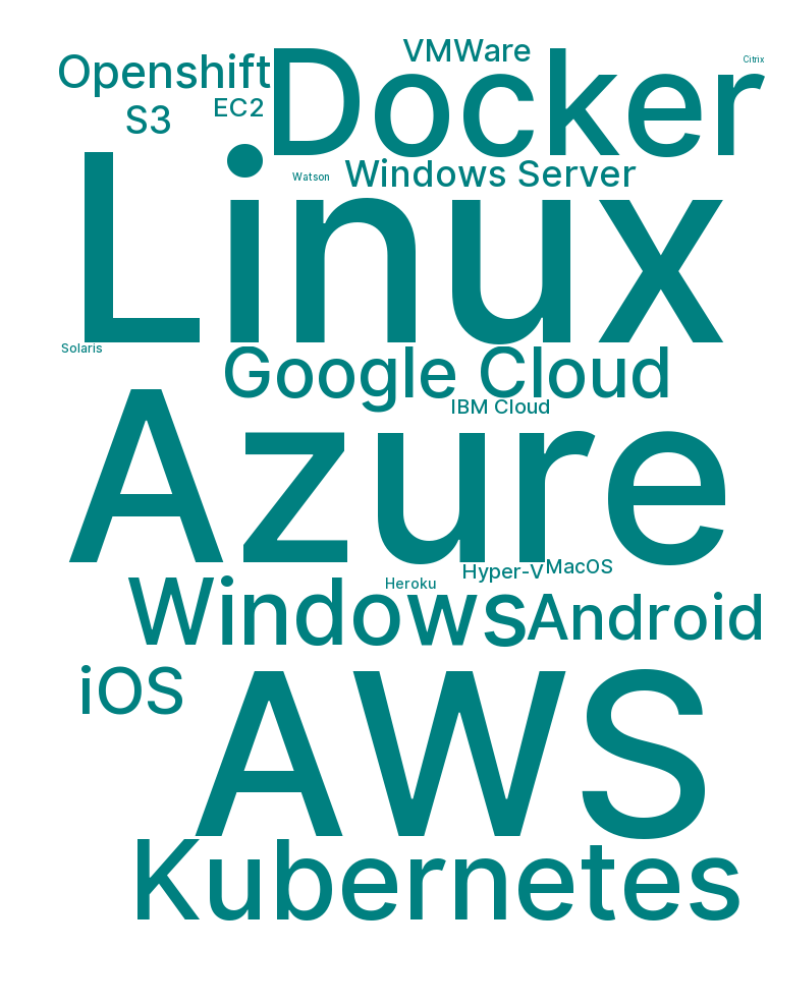 VMWare
Openshift
Docker
Citrix
S3
EC2
Watson
Windows Server
Linux
Solaris
Google Cloud
IBM Cloud
Azure
Hyper-V
MacOS
Heroku
Windows
Android
iOS
AWS
Kubernetes